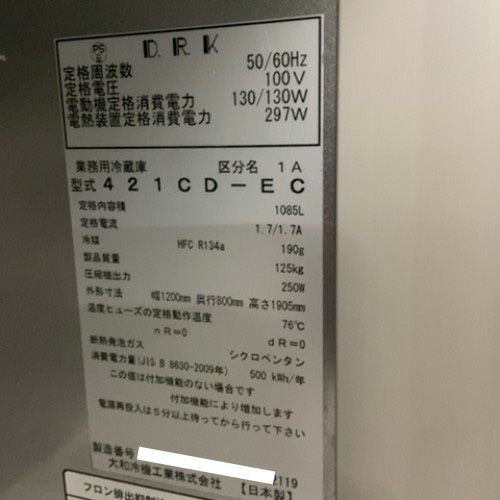 PS E D.R.K
定格周波数 50/60Hz
定格電圧 100V
電動機定格消費電力 130/130W
電熱装置定格消費電力 297W
業務用冷蔵庫 区分名 1A
型式 421CD-EC
定格内容積 1085L
定格電流 1.7/1.7A
冷媒 HFC R134a 190g
製品質量 125kg
圧縮機出力 250W
外形寸法 幅1200mm 奥行800mm 高さ1905mm
温度ヒューズの定格動作温度 76℃
nR=0 dR=0
断熱発泡ガス シクロペンタン
消費電力量(JIS B 8630-2009年) 500 kWh/年
この値は付加機能のない場合です
付加機能により増加します
電源再投入は5分以上待ってから行って下さい
製造番号 2119
大和冷機工業株式会社 【日本製】